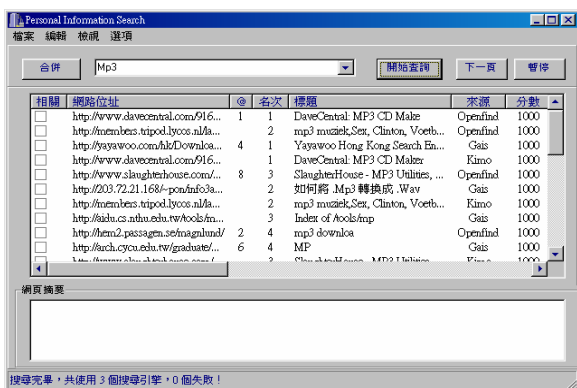 Personal Information Search
檔案 編輯 檢視 選項
合併 Mp3 開始查詢 下一頁 暫停
相關 網路位址 @ 名次 標題 來源 分數
http://www.davecentral.com/916... 1 1 DaveCentral: MP3 CD Make Openfind 1000
http://members.tripod.lycos.nl/la... 2 mp3 muziek,Sex, Clinton, Voetb... Openfind 1000
http://yayawoo.com/hk/Downloa... 4 1 Yayawoo Hong Kong Search En... Gais 1000
http://www.davecentral.com/916... 1 DaveCentral: MP3 CD Maker Kimo 1000
http://www.slaughterhouse.com/... 8 3 SlaughterHouse - MP3 Utilities, ... Openfind 1000
http://203.72.21.168/~pon/info3a... 2 如何將 .Mp3 轉換成 .Wav Gais 1000
http://members.tripod.lycos.nl/la... 2 mp3 muziek,Sex, Clinton, Voetb... Kimo 1000
http://aidu.cs.nthu.edu.tw/tools/m... 3 Index of /tools/mp Gais 1000
http://hem2.passagen.se/magnlund/ 2 4 mp3 downloa Openfind 1000
http://arch.cycu.edu.tw/graduate/... 6 4 MP Gais 1000
網頁摘要
搜尋完畢，共使用 3 個搜尋引擎，0 個失敗！